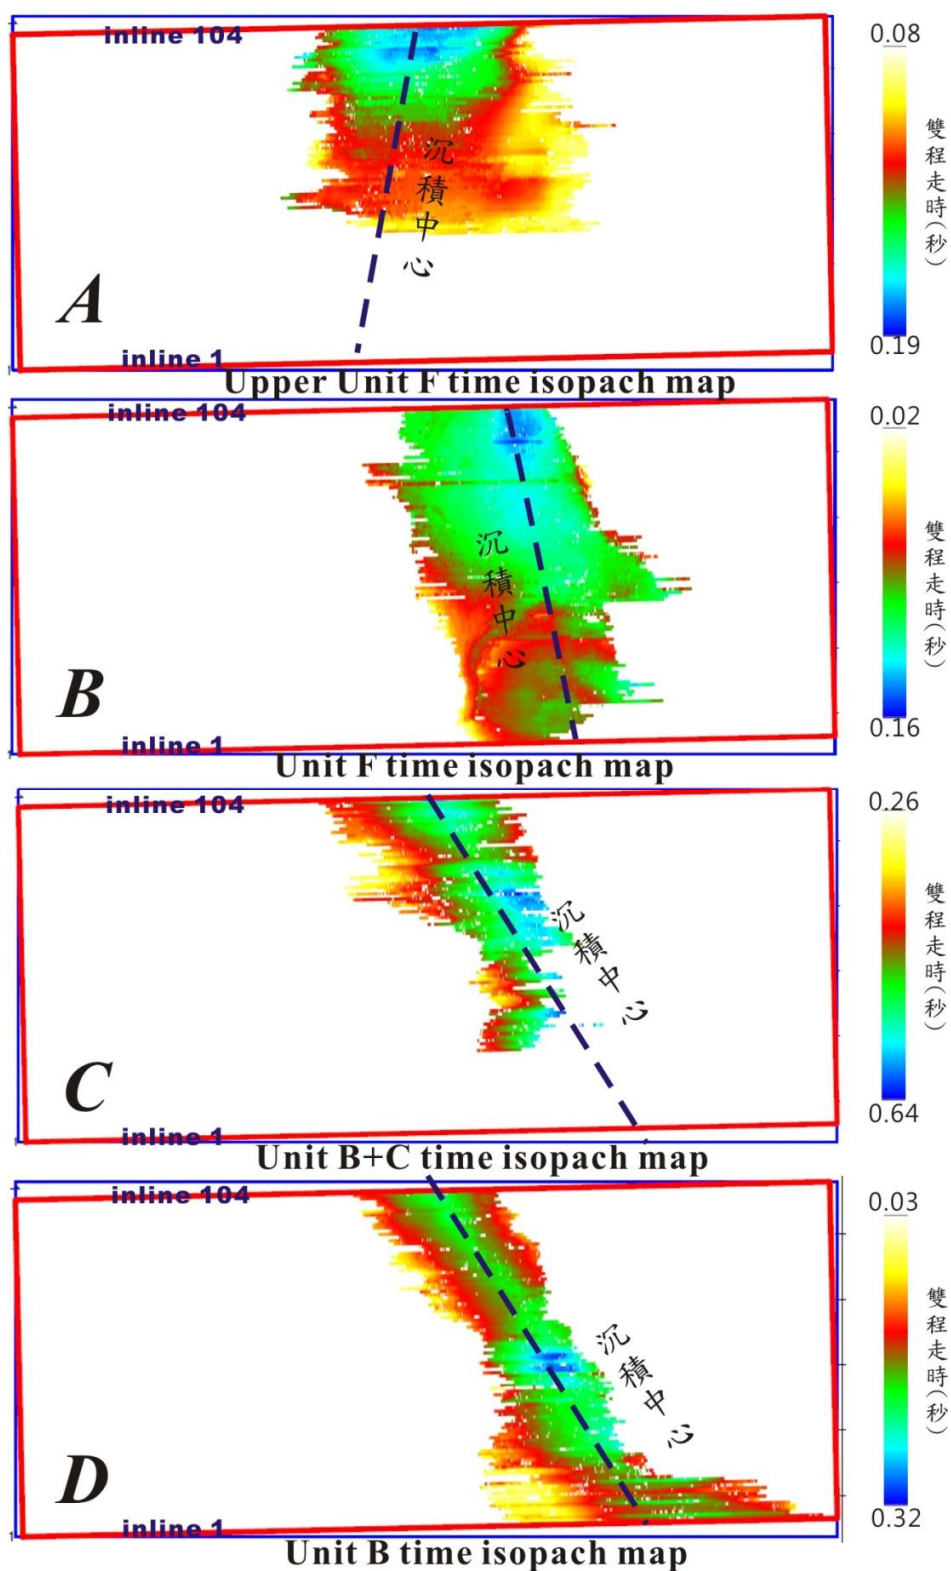 inline 104
0.08
雙程走時(秒)
沉積中心
A
0.19
inline 1
Upper Unit F time isopach map
inline 104
0.02
雙程走時(秒)
沉積中心
B
0.16
inline 1
Unit F time isopach map
inline 104
0.26
雙程走時(秒)
沉積中心
C
0.64
inline 1
Unit B+C time isopach map
inline 104
0.03
雙程走時(秒)
沉積中心
D
0.32
inline 1
Unit B time isopach map